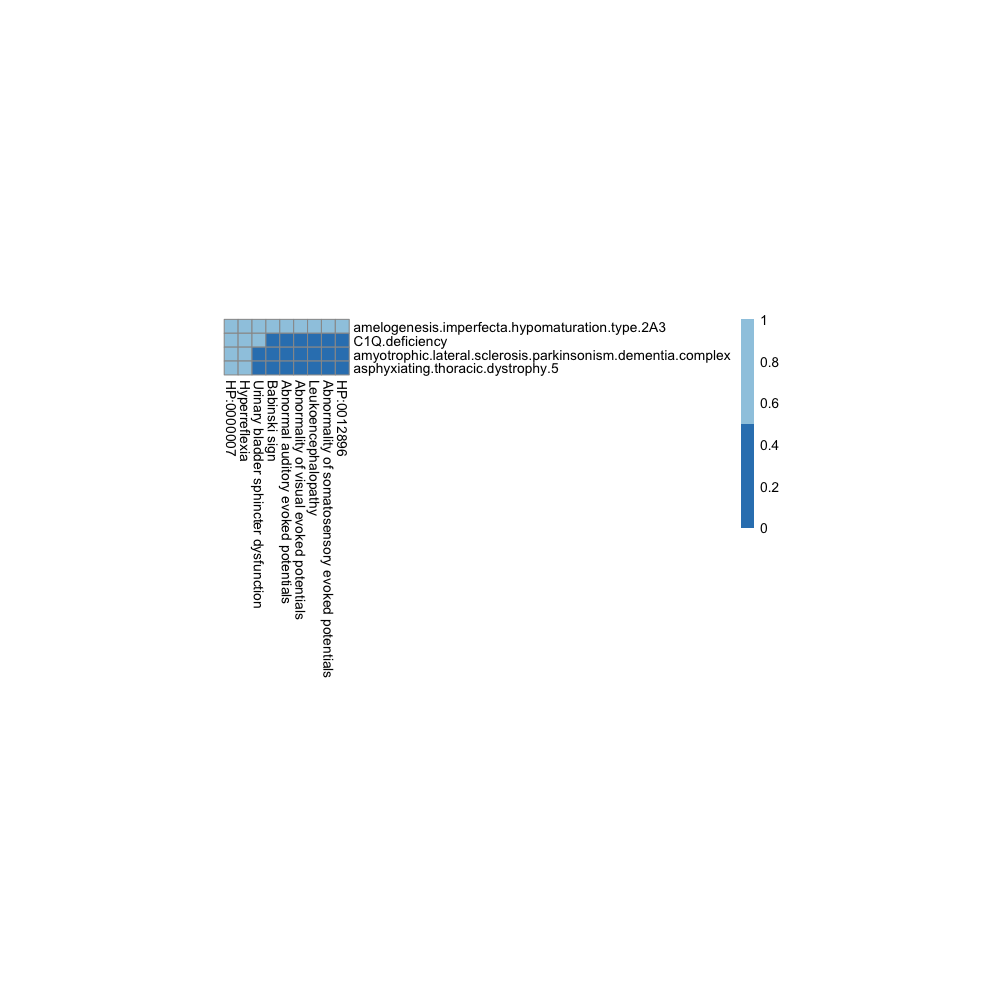 amelogenesis.imperfecta.hypomaturation.type.2A3
C1Q.deficiency
amyotrophic.lateral.sclerosis.parkinsonism.dementia.complex
asphyxiating.thoracic.dystrophy.5
HP:0000007
Hyperreflexia
Urinary bladder sphincter dysfunction
Babinski sign
Abnormal auditory evoked potentials
Abnormality of visual evoked potentials
Leukoencephalopathy
Abnormality of somatosensory evoked potentials
HP:0012896
1
0.8
0.6
0.4
0.2
0